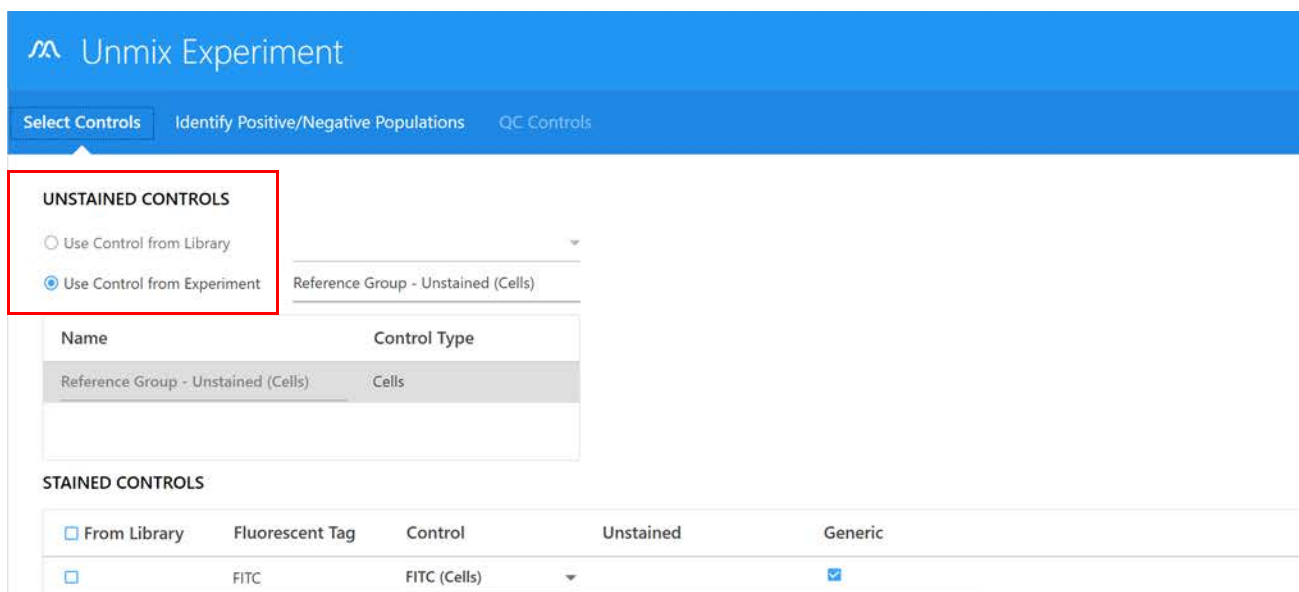 Unmix Experiment
Select Controls Identify Positive/Negative Populations QC Controls
UNSTAINED CONTROLS
Use Control from Library
Use Control from Experiment Reference Group - Unstained (Cells)
Name Control Type
Reference Group - Unstained (Cells) Cells
STAINED CONTROLS
From Library Fluorescent Tag Control Unstained Generic
FITC FITC (Cells)